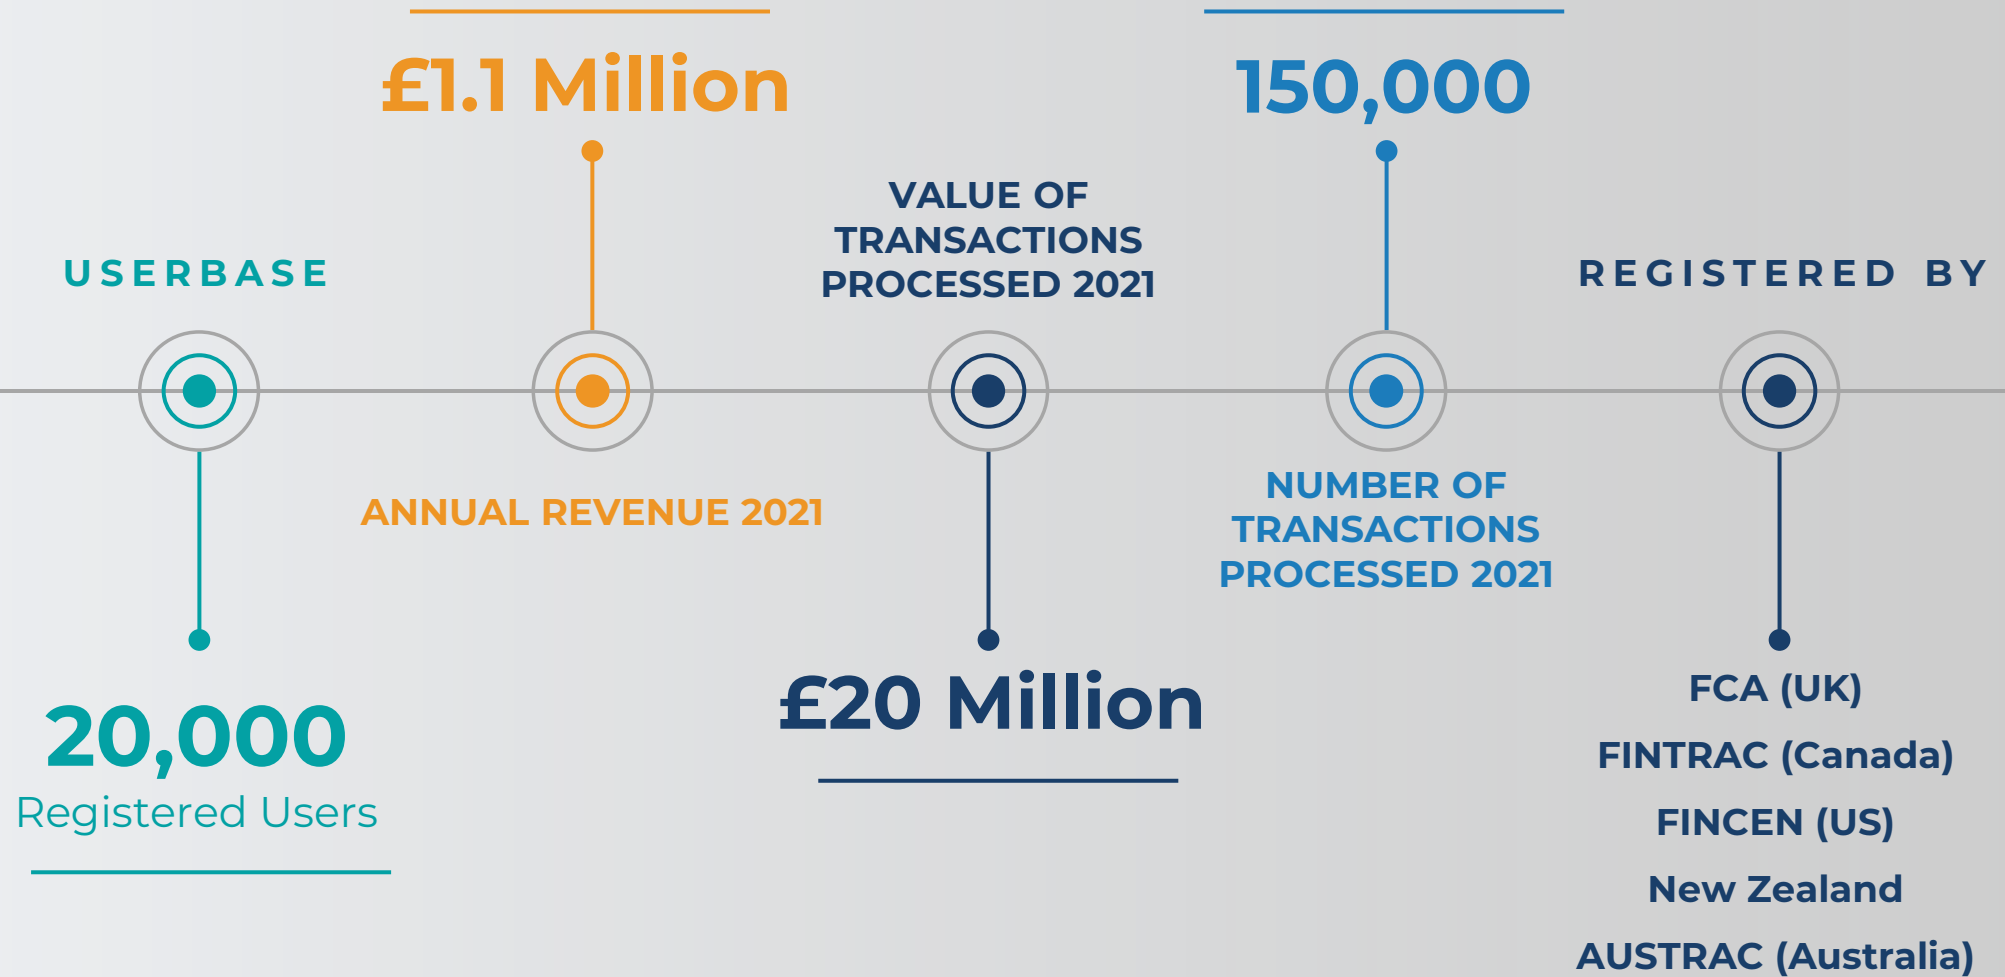 USERBASE
20,000
Registered Users
£1.1 Million
ANNUAL REVENUE 2021
VALUE OF
TRANSACTIONS
PROCESSED 2021
£20 Million
150,000
NUMBER OF
TRANSACTIONS
PROCESSED 2021
REGISTERED BY
FCA (UK)
FINTRAC (Canada)
FINCEN (US)
New Zealand
AUSTRAC (Australia)